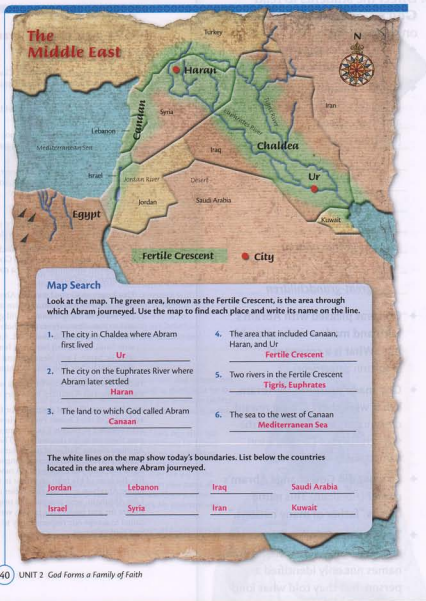 The
Middle East
Turkey
N
Haran
Canaan
Syria
Iran
Tigris River
Euphrates River
Lebanon
Mediterranean Sea
Iraq
Chaldea
Israel
Jordan River
Desert
Ur
Jordan
Saudi Arabia
Egypt
Kuwait
Fertile Crescent
City
Map Search
Look at the map. The green area, known as the Fertile Crescent, is the area through
which Abram journeyed. Use the map to find each place and write its name on the line.
1. The city in Chaldea where Abram
first lived
Ur
2. The city on the Euphrates River where
Abram later settled
Haran
3. The land to which God called Abram
Canaan
4. The area that included Canaan,
Haran, and Ur
Fertile Crescent
5. Two rivers in the Fertile Crescent
Tigris, Euphrates
6. The sea to the west of Canaan
Mediterranean Sea
The white lines on the map show today's boundaries. List below the countries
located in the area where Abram journeyed.
Jordan Lebanon Iraq Saudi Arabia
Israel Syria Iran Kuwait
40 UNIT 2 God Forms a Family of Faith